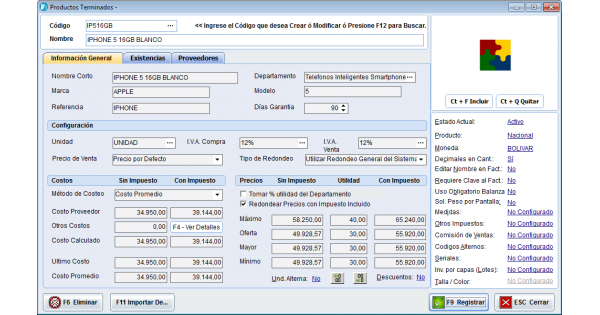 Productos Terminados -
Código IP516GB ... << Ingrese el Código que desea Crear ó Modificar ó Presione F12 para Buscar.
Nombre IPHONE 5 16GB BLANCO
Ct + F Incluir Ct + Q Quitar
Información General Existencias Proveedores
Nombre Corto IPHONE 5 16GB BLANCO Departamento Telefonos Inteligentes Smartphone ...
Marca APPLE Modelo 5
Referencia IPHONE Días Garantia 90
Configuración
Unidad UNIDAD ... I.V.A. Compra 12% ... I.V.A. Venta 12% ...
Precio de Venta Precio por Defecto Tipo de Redondeo Utilizar Redondeo General del Sistema
Costos Sin Impuesto Con Impuesto
Método de Costeo Costo Promedio
Costo Proveedor 34.950,00 39.144,00
Otros Costos 0,00 F4 - Ver Detalles
Costo Calculado 34.950,00 39.144,00
Ultimo Costo 34.950,00 39.144,00
Costo Promedio 34.950,00 39.144,00
Precios Sin Impuesto Utilidad Con Impuesto
Tomar % utilidad del Departamento
Redondear Precios con Impuesto Incluido
Máximo 58.250,00 40,00 65.240,00
Oferta 49.928,57 30,00 55.920,00
Mayor 49.928,57 30,00 55.920,00
Mínimo 49.928,57 30,00 55.920,00
Und. Alterna: No Descuentos: No
Estado Actual: Activo
Producto: Nacional
Moneda: BOLIVAR
Decimales en Cant.: Sí
Editar Nombre en Fact.: No
Requiere Clave al Fact.: No
Uso Obligatorio Balanza No
Sol. Peso por Pantalla: No
Medidas: No Configurado
Otros Impuestos: No Configurado
Comisión de Ventas: No Configurado
Codigos Alternos: No Configurado
Seriales: No Configurado
Inv. por capas (Lotes): No Configurado
Talla / Color: No Configurado
F6 Eliminar F11 Importar De... F9 Registrar ESC Cerrar